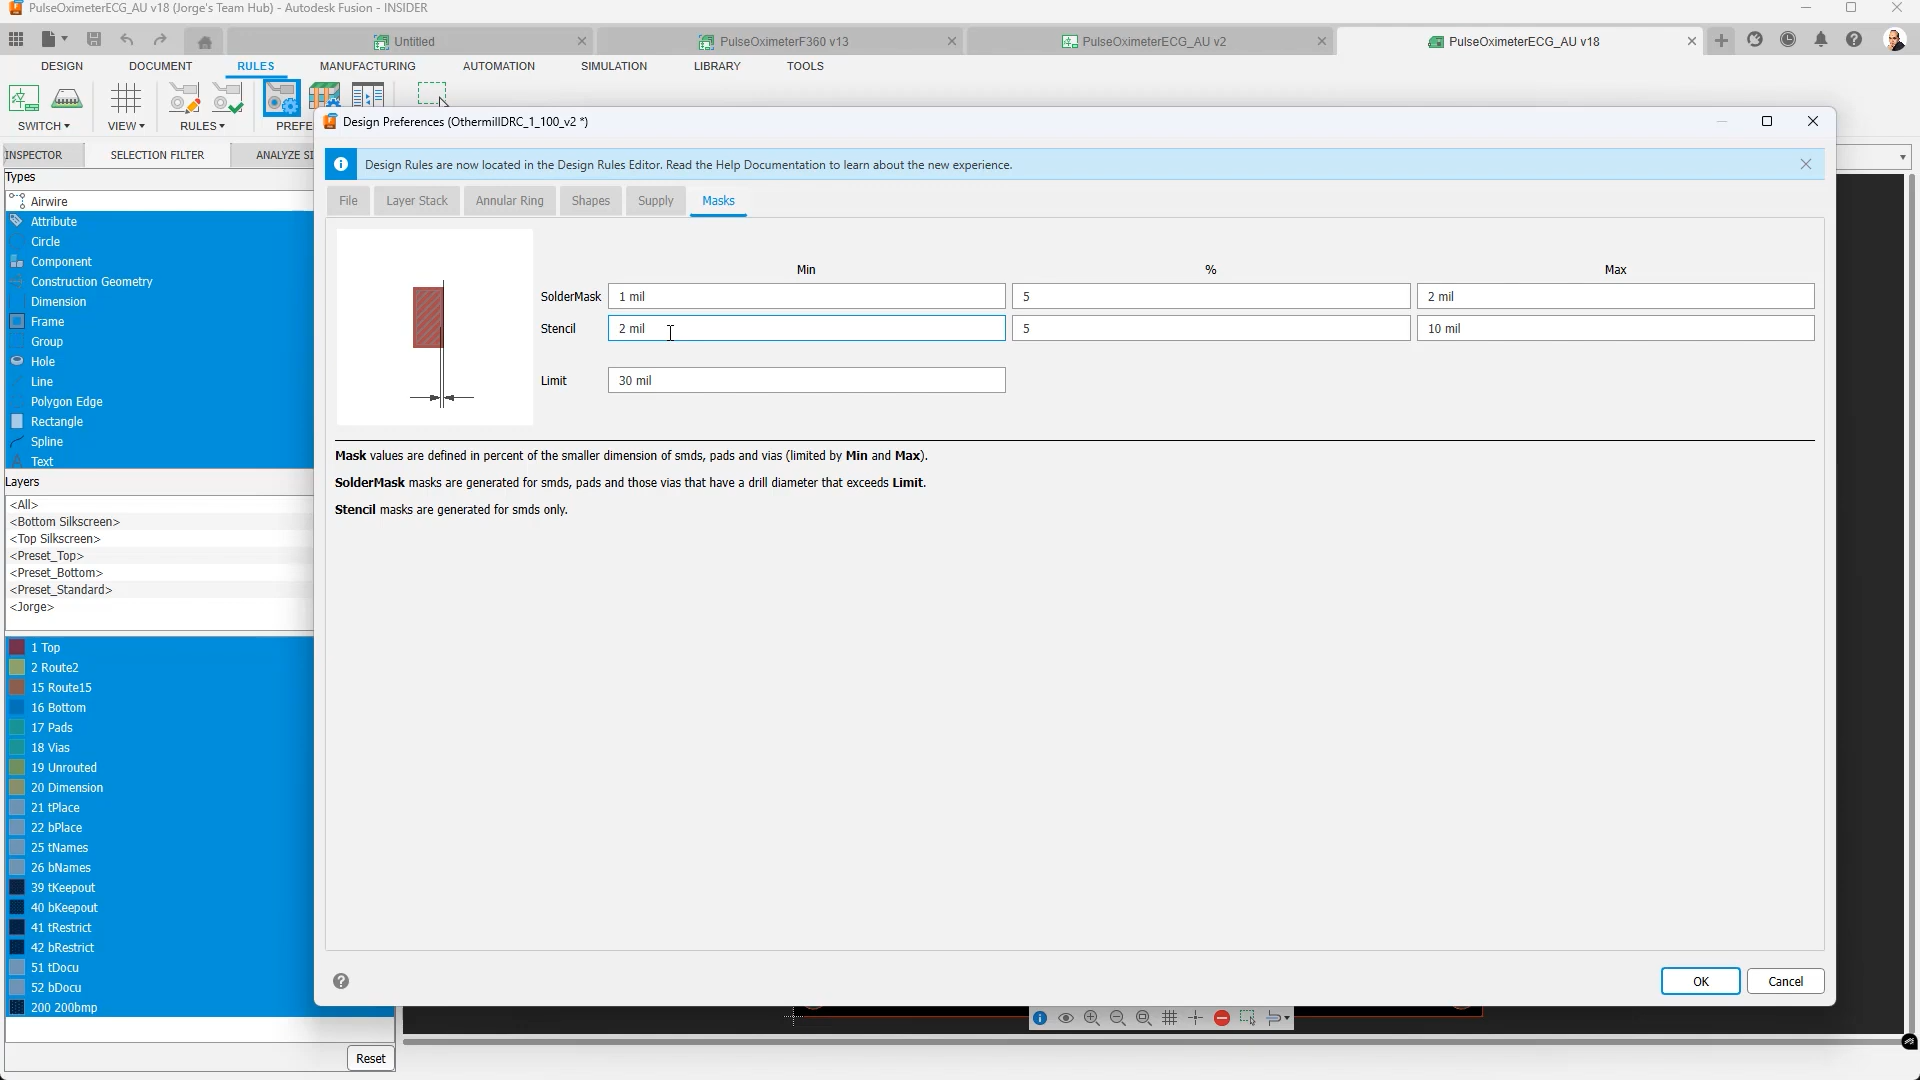 PulseOximeterECG_AU v18 (Jorge's Team Hub) - Autodesk Fusion - INSIDER
Untitled
PulseOximeterF360 v13
PulseOximeterECG_AU v2
PulseOximeterECG_AU v18
DESIGN
DOCUMENT
RULES
MANUFACTURING
AUTOMATION
SIMULATION
LIBRARY
TOOLS
SWITCH
VIEW
RULES
PREFE
Design Preferences (OthermillDRC_1_100_v2 *)
INSPECTOR
SELECTION FILTER
ANALYZE SI
Design Rules are now located in the Design Rules Editor. Read the Help Documentation to learn about the new experience.
File
Layer Stack
Annular Ring
Shapes
Supply
Masks
Min
%
Max
SolderMask
1 mil
5
2 mil
Stencil
2 mil
5
10 mil
Limit
30 mil
Mask values are defined in percent of the smaller dimension of smds, pads and vias (limited by Min and Max).
SolderMask masks are generated for smds, pads and those vias that have a drill diameter that exceeds Limit.
Stencil masks are generated for smds only.
OK
Cancel
Types
Airwire
Attribute
Circle
Component
Construction Geometry
Dimension
Frame
Group
Hole
Line
Polygon Edge
Rectangle
Spline
Text
Layers
<All>
<Bottom Silkscreen>
<Top Silkscreen>
<Preset_Top>
<Preset_Bottom>
<Preset_Standard>
<Jorge>
1 Top
2 Route2
15 Route15
16 Bottom
17 Pads
18 Vias
19 Unrouted
20 Dimension
21 tPlace
22 bPlace
25 tNames
26 bNames
39 tKeepout
40 bKeepout
41 tRestrict
42 bRestrict
51 tDocu
52 bDocu
200 200bmp
Reset